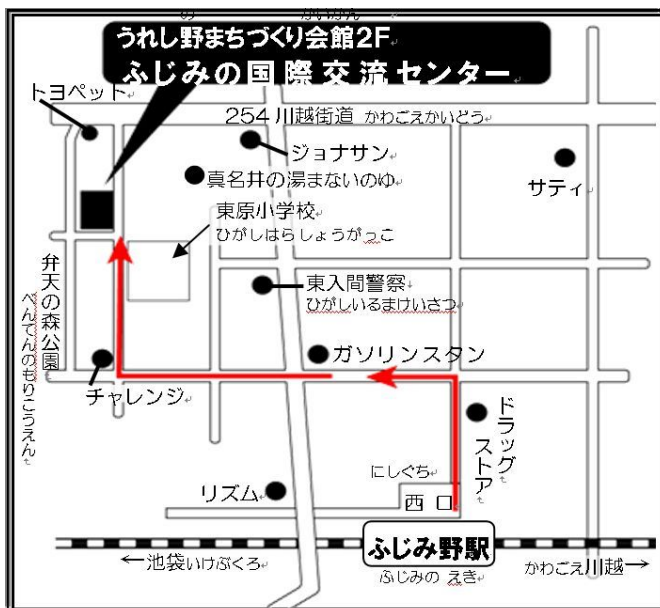 の かいかん
うれし野まちづくり会館2F
ふじみの国際交流センター
トヨペット
254川越街道 かわごえかいどう
ジョナサン
真名井の湯まないのゆ
サティ
東原小学校
ひがしはらしょうがっこ
東入間警察
ひがしいるまけいさつ
弁天の森公園
べんてんのもりこうえん
ガソリンスタン
チャレンジ
ドラッグ
ストア
にしぐち
西 口
リズム
ふじみ野駅
←池袋いけぶくろ
ふじみの えき
かわごえ川越→